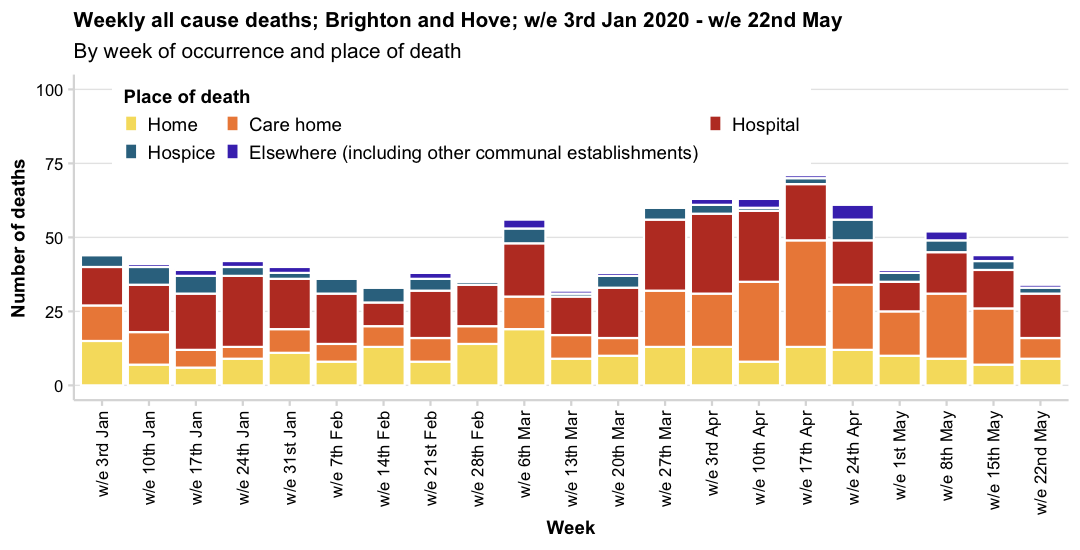 Weekly all cause deaths; Brighton and Hove; w/e 3rd Jan 2020 - w/e 22nd May
By week of occurrence and place of death
Number of deaths
100
75
50
25
0
Place of death
Home
Care home
Hospital
Hospice
Elsewhere (including other communal establishments)
w/e 3rd Jan
w/e 10th Jan
w/e 17th Jan
w/e 24th Jan
w/e 31st Jan
w/e 7th Feb
w/e 14th Feb
w/e 21st Feb
w/e 28th Feb
w/e 6th Mar
w/e 13th Mar
w/e 20th Mar
w/e 27th Mar
w/e 3rd Apr
w/e 10th Apr
w/e 17th Apr
w/e 24th Apr
w/e 1st May
w/e 8th May
w/e 15th May
w/e 22nd May
Week